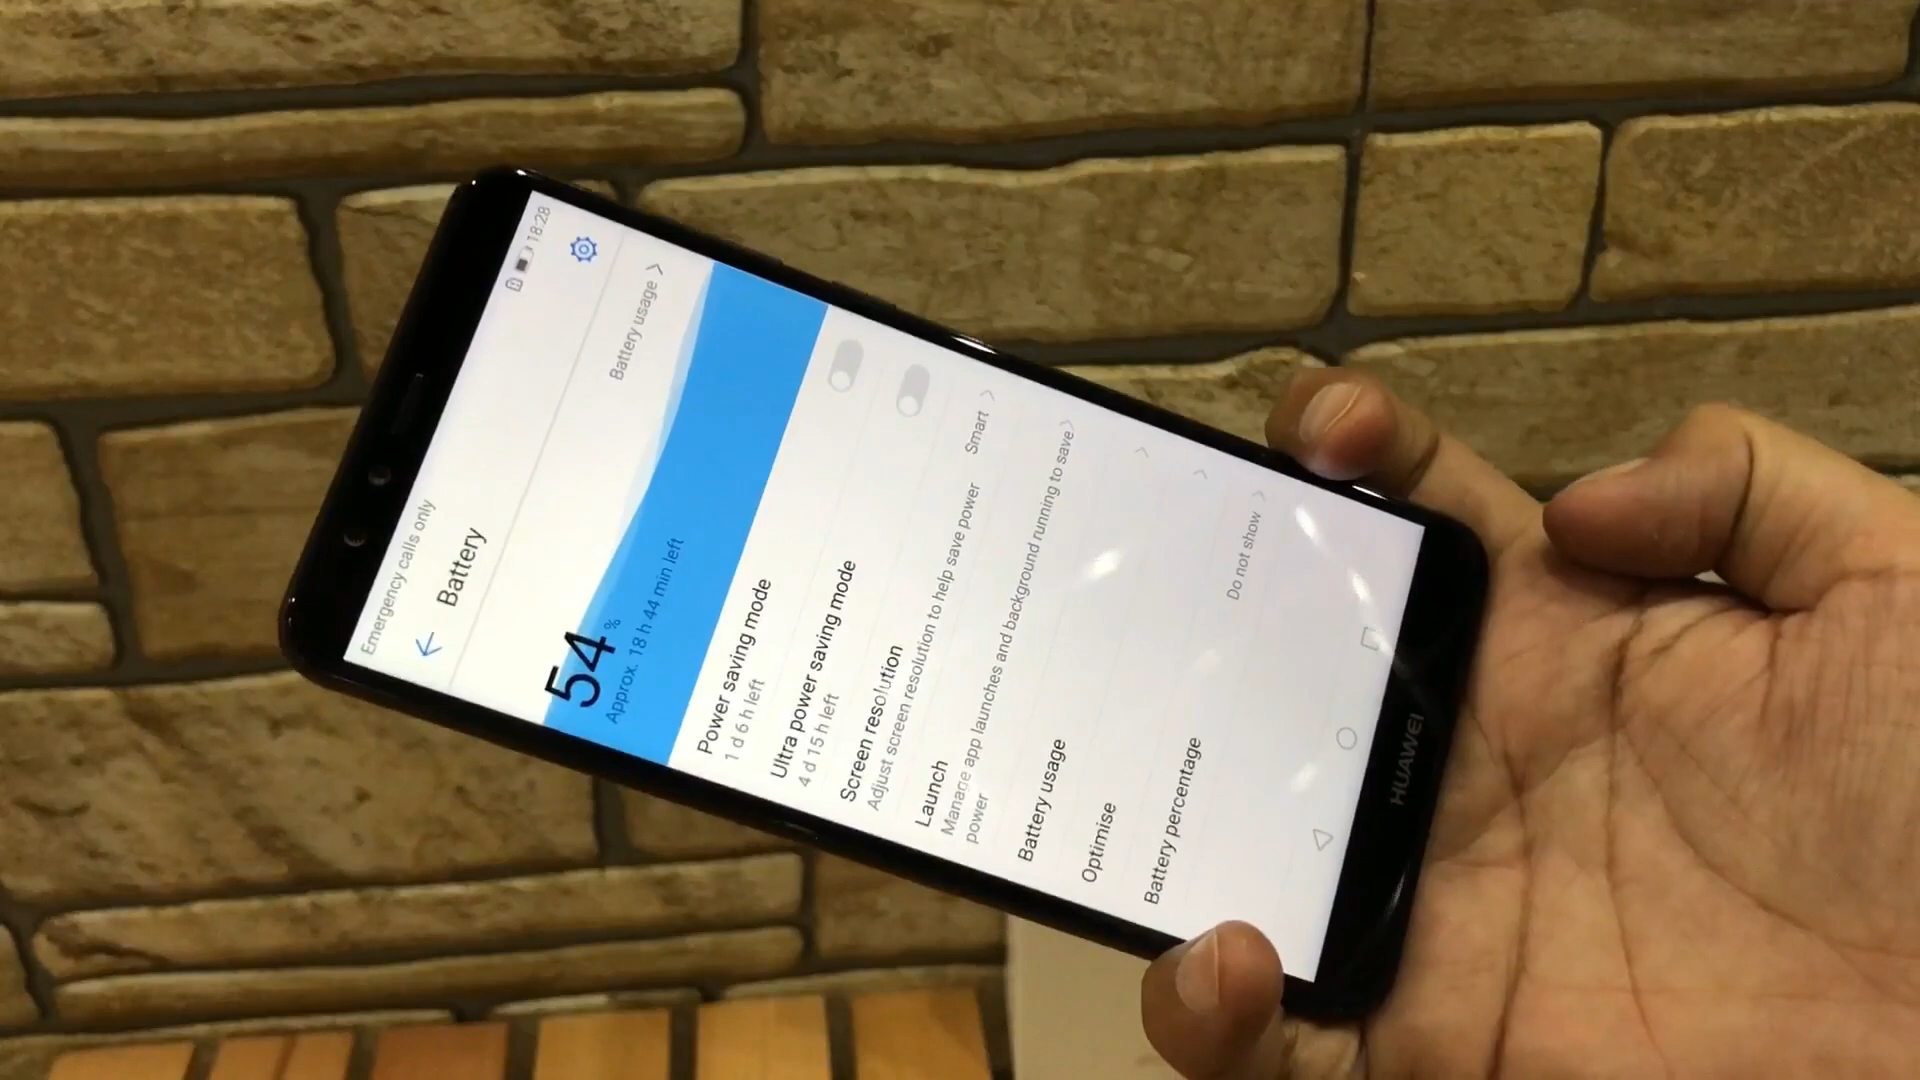 Emergency calls only 18:28
Battery
54%
Approx. 18 h 44 min left
Battery usage
Power saving mode
1 d 6 h left
Ultra power saving mode
4 d 15 h left
Screen resolution
Adjust screen resolution to help save power
Smart
Launch
Manage app launches and background running to save
power
Battery usage
Optimise
Battery percentage
Do not show
HUAWEI